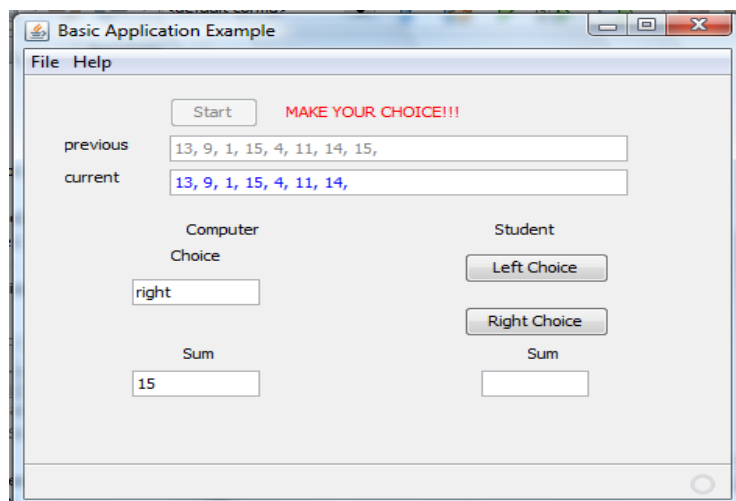 Basic Application Example
File Help
Start MAKE YOUR CHOICE!!!
previous 13, 9, 1, 15, 4, 11, 14, 15,
current 13, 9, 1, 15, 4, 11, 14,
Computer Student
Choice
Left Choice
right
Right Choice
Sum Sum
15